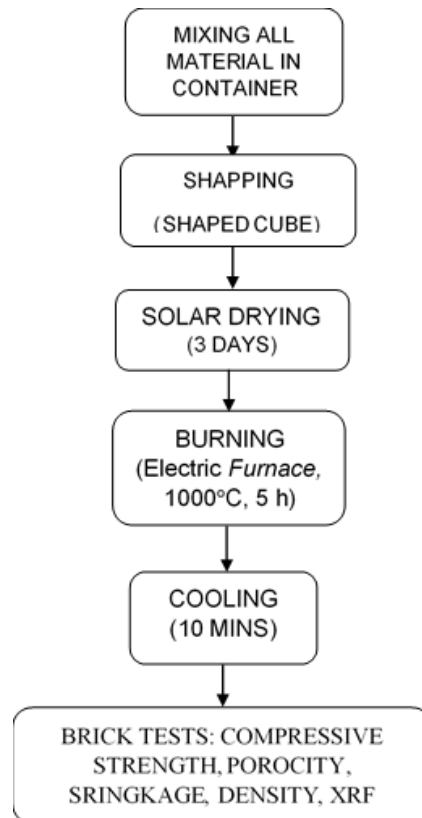 MIXING ALL
MATERIAL IN
CONTAINER
SHAPPING
(SHAPED CUBE)
SOLAR DRYING
(3 DAYS)
BURNING
(Electric Furnace,
1000°C, 5 h)
COOLING
(10 MINS)
BRICK TESTS: COMPRESSIVE
STRENGTH, POROCITY,
SRINGKAGE, DENSITY, XRF